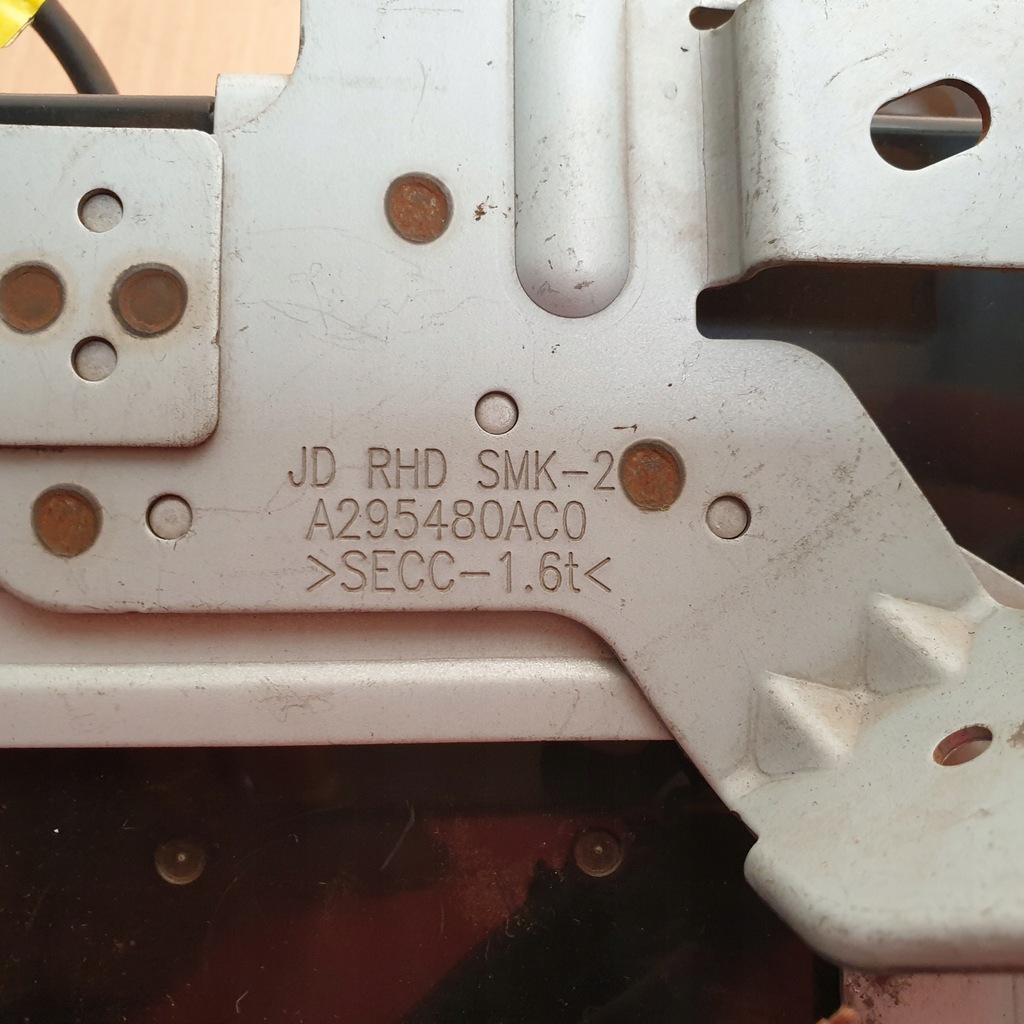 JD RHD SMK-2
A295480AC0
>SECC-1.6t<